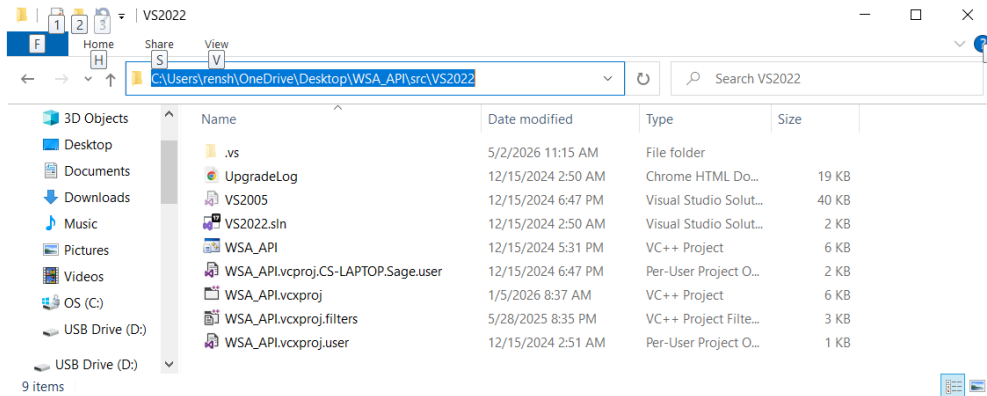 VS2022
1 2 3
F Home Share View
H S V
C:\Users\rensh\OneDrive\Desktop\WSA_API\src\VS2022 Search VS2022
Name Date modified Type Size
3D Objects
Desktop
Documents
Downloads
Music
Pictures
Videos
OS (C:)
USB Drive (D:)
USB Drive (D:)
.vs 5/2/2026 11:15 AM File folder
UpgradeLog 12/15/2024 2:50 AM Chrome HTML Do... 19 KB
VS2005 12/15/2024 6:47 PM Visual Studio Solut... 40 KB
VS2022.sln 12/15/2024 2:50 AM Visual Studio Solut... 2 KB
WSA_API 12/15/2024 5:31 PM VC++ Project 6 KB
WSA_API.vcproj.CS-LAPTOP.Sage.user 12/15/2024 6:47 PM Per-User Project O... 2 KB
WSA_API.vcxproj 1/5/2026 8:37 AM VC++ Project 6 KB
WSA_API.vcxproj.filters 5/28/2025 8:35 PM VC++ Project Filte... 3 KB
WSA_API.vcxproj.user 12/15/2024 2:51 AM Per-User Project O... 1 KB
9 items